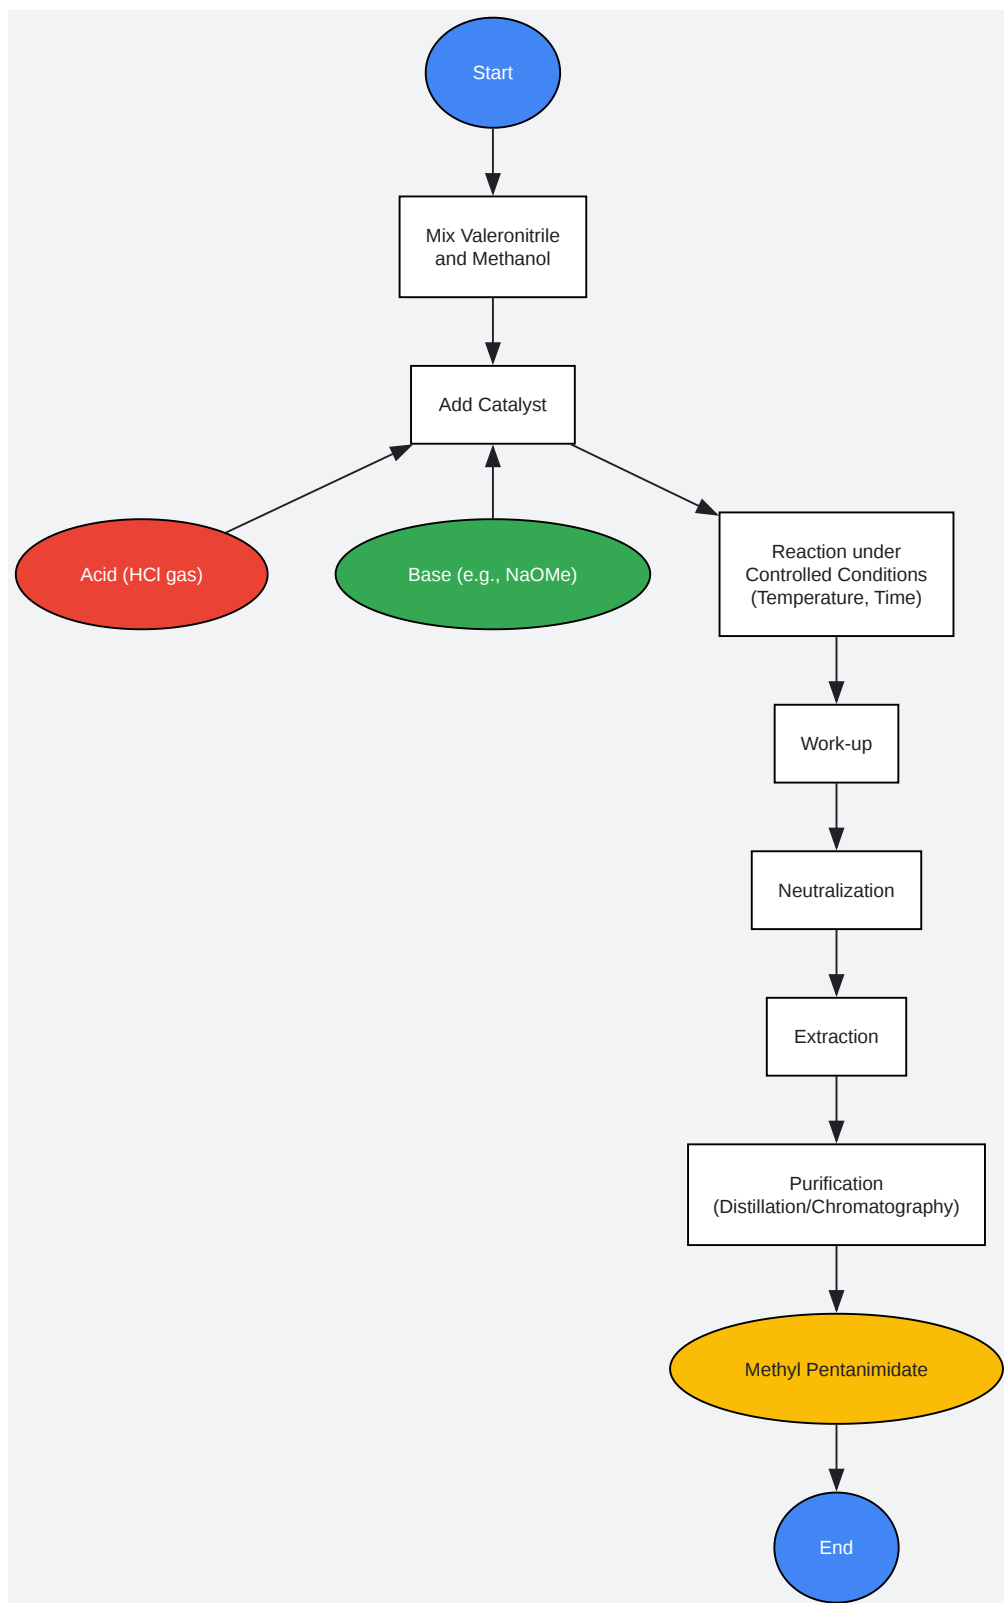 Start
Mix Valeronitrile
and Methanol
Add Catalyst
Acid (HCl gas)
Base (e.g., NaOMe)
Reaction under
Controlled Conditions
(Temperature, Time)
Work-up
Neutralization
Extraction
Purification
(Distillation/Chromatography)
Methyl Pentanimidate
End